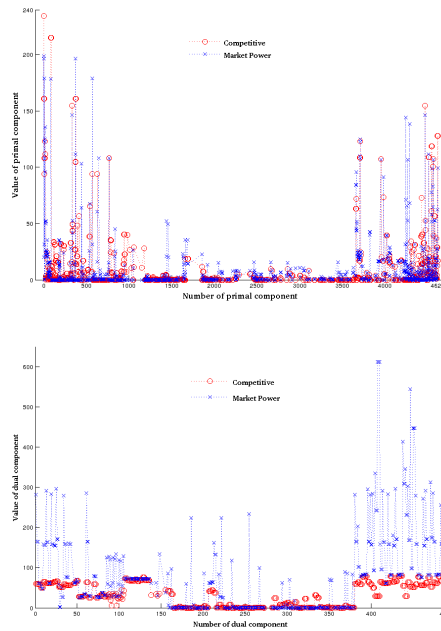 240
200
150
100
50
0
Value of primal component
Competitive
Market Power
0 500 1000 1500 2000 2500 3000 3500 4000
Number of primal component
600
500
400
300
200
100
0
Value of dual component
Competitive
Market Power
0 50 100 150 200 250 300 350 400
Number of dual component